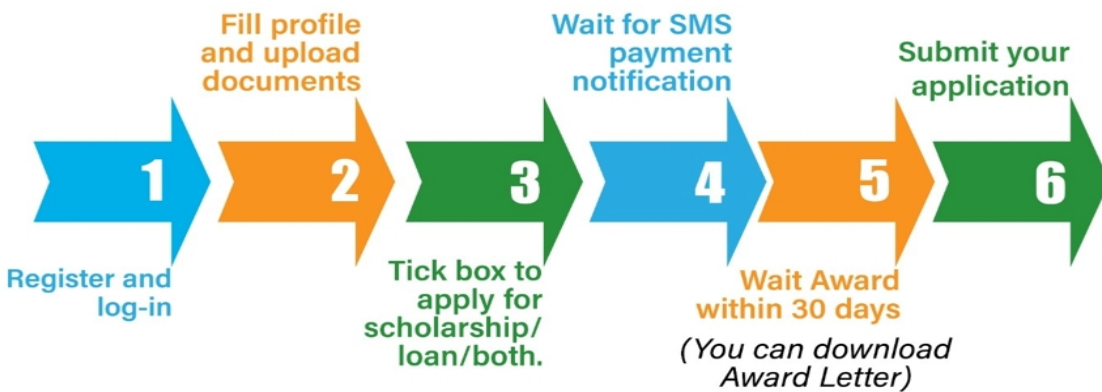 1
Register and
log-in
Fill profile
and upload
documents
2
3
Tick box to
apply for
scholarship/
loan/both.
Wait for SMS
payment
notification
4
5
Wait Award
within 30 days
(You can download
Award Letter)
Submit your
application
6